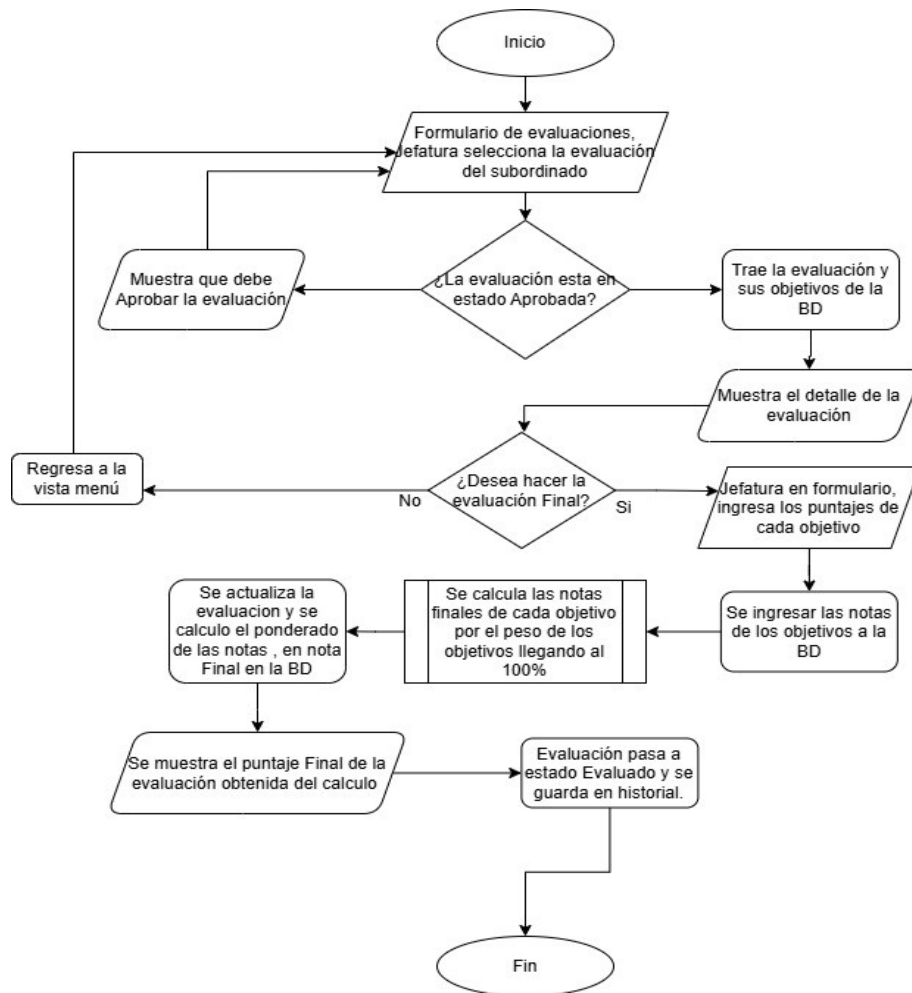 Inicio
Formulario de evaluaciones,
Jefatura selecciona la evaluación
del subordinado
¿La evaluación esta en
estado Aprobada?
Muestra que debe
Aprobar la evaluación
Trae la evaluación y
sus objetivos de la
BD
Muestra el detalle de la
evaluación
¿Desea hacer la
evaluación Final?
No
Si
Regresa a la
vista menú
Jefatura en formulario,
ingresa los puntajes de
cada objetivo
Se ingresar las notas
de los objetivos a la
BD
Se calcula las notas
finales de cada objetivo
por el peso de los
objetivos llegando al
100%
Se actualiza la
evaluacion y se
calculo el ponderado
de las notas , en nota
Final en la BD
Se muestra el puntaje Final de la
evaluación obtenida del calculo
Evaluación pasa a
estado Evaluado y se
guarda en historial.
Fin